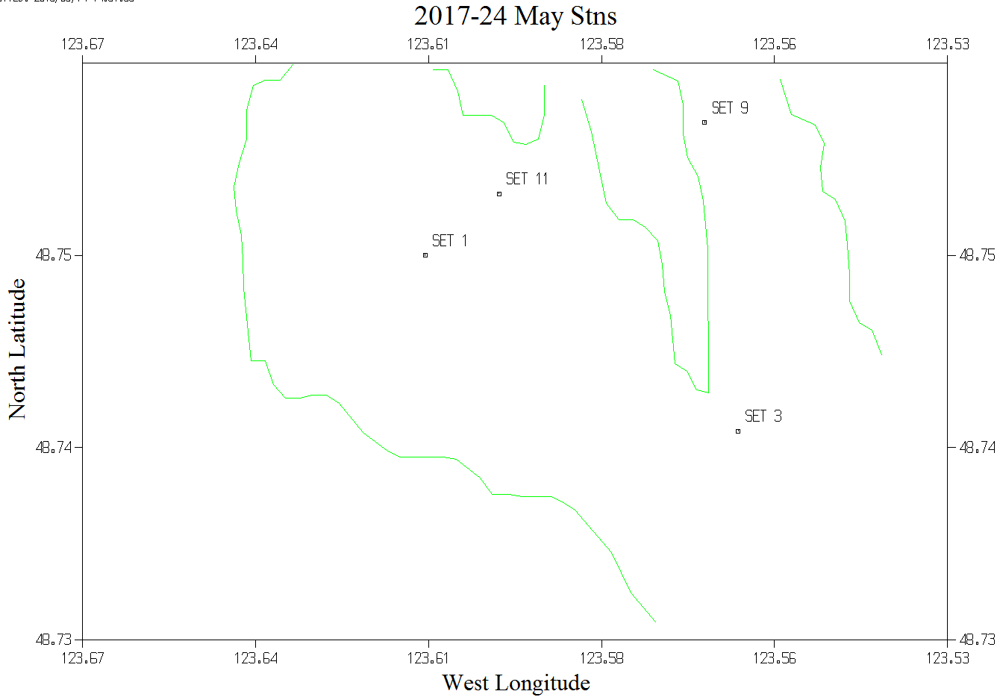 2017-24 May Stns
123.67 123.64 123.61 123.58 123.56 123.53
SET 9
SET 11
SET 1
48.75 48.75
North Latitude
SET 3
48.74 48.74
48.73 48.73
123.67 123.64 123.61 123.58 123.56 123.53
West Longitude